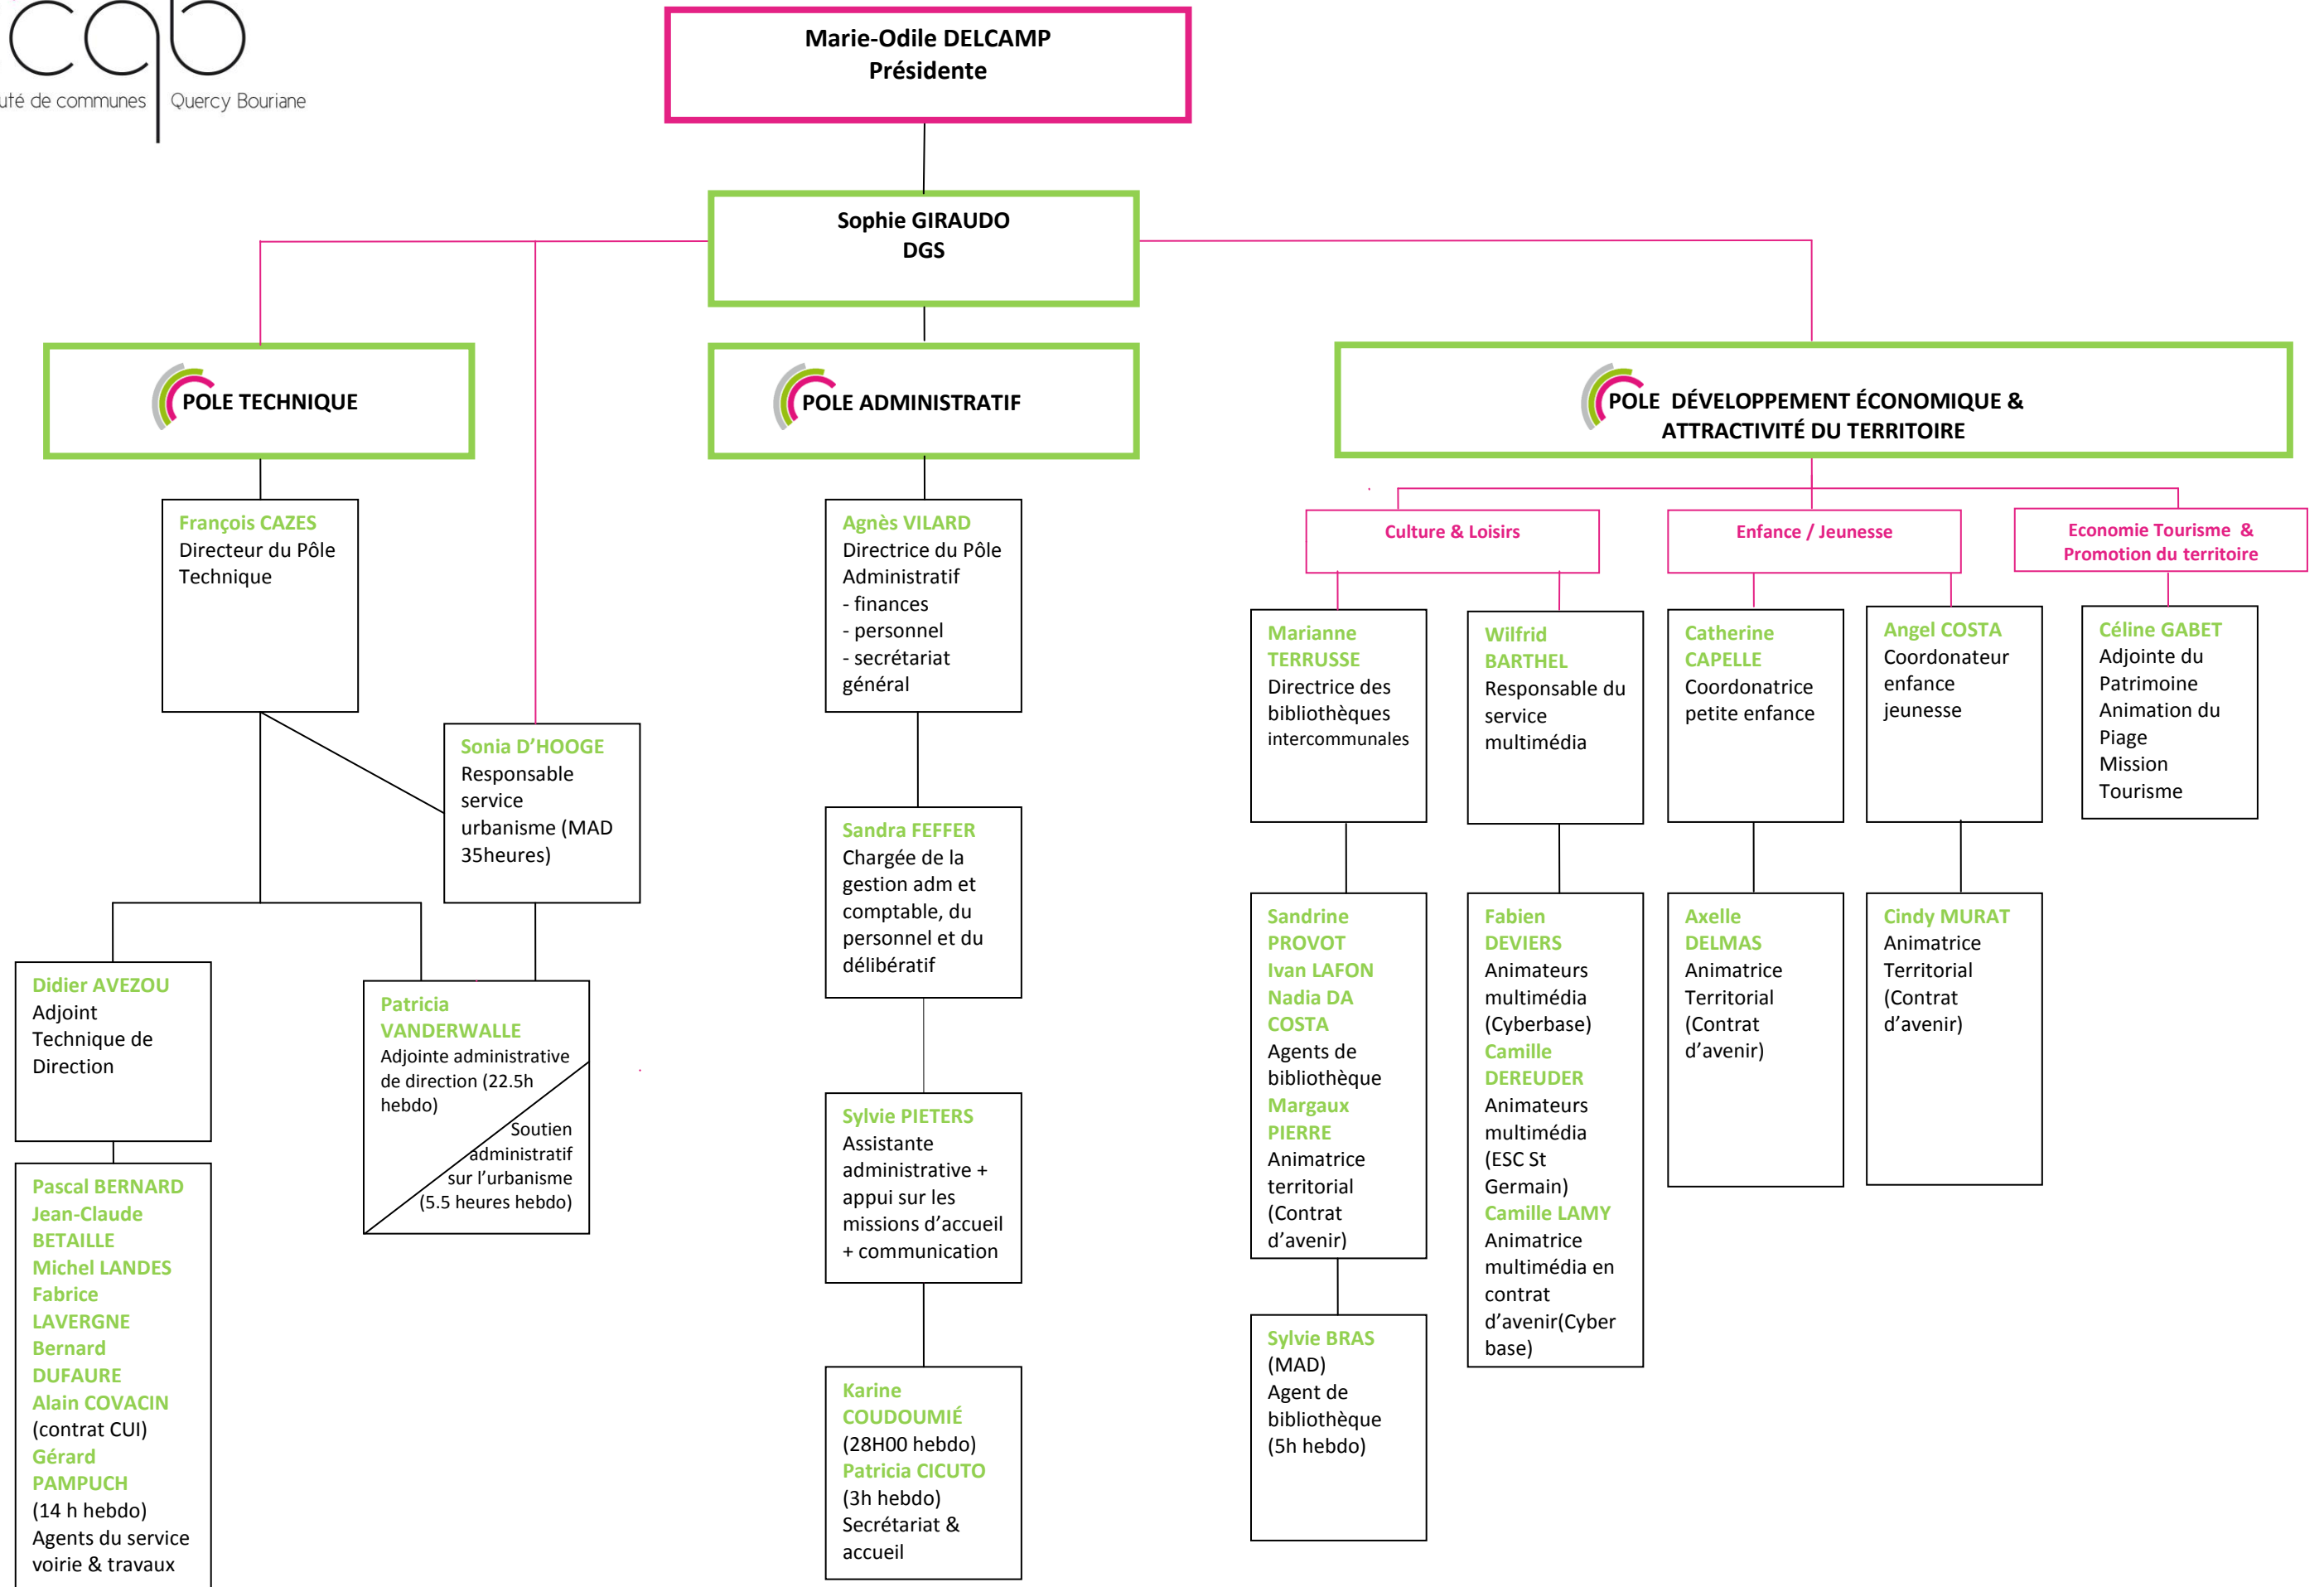 ccqb
Quercy Bouriane
de communes
Marie-Odile DELCAMP
Présidente
Sophie GIRAUDO
DGS
POLE TECHNIQUE
POLE ADMINISTRATIF
POLE DÉVELOPPEMENT ÉCONOMIQUE &
ATTRACTIVITÉ DU TERRITOIRE
François CAZES
Directeur du Pôle
Technique
Sonia D’HOOGE
Responsable
service
urbanisme (MAD
35heures)
Didier AVEZOU
Adjoint
Technique de
Direction
Patricia
VANDERWALLE
Adjointe administrative
de direction (22.5h
hebdo)
Soutien
administratif
sur l’urbanisme
(5.5 heures hebdo)
Pascal BERNARD
Jean-Claude
BETAILLE
Michel LANDES
Fabrice
LAVERGNE
Bernard
DUFAURE
Alain COVACIN
(contrat CUI)
Gérard
PAMPUCH
(14 h hebdo)
Agents du service
voirie & travaux
Agnès VILARD
Directrice du Pôle
Administratif
- finances
- personnel
- secrétariat
général
Sandra FEFFER
Chargée de la
gestion adm et
comptable, du
personnel et du
délibératif
Sylvie PIETERS
Assistante
administrative +
appui sur les
missions d’accueil
+ communication
Karine
COUDOUMIÉ
(28H00 hebdo)
Patricia CICUTO
(3h hebdo)
Secrétariat &
accueil
Culture & Loisirs
Enfance / Jeunesse
Economie Tourisme &
Promotion du territoire
Marianne
TERRUSSE
Directrice des
bibliothèques
intercommunales
Sandrine
PROVOT
Ivan LAFON
Nadia DA
COSTA
Agents de
bibliothèque
Margaux
PIERRE
Animatrice
territorial
(Contrat
d’avenir)
Sylvie BRAS
(MAD)
Agent de
bibliothèque
(5h hebdo)
Wilfrid
BARTHEL
Responsable du
service
multimédia
Fabien
DEVIERS
Animateurs
multimédia
(Cyberbase)
Camille
DEREUDER
Animateurs
multimédia
(ESC St
Germain)
Camille LAMY
Animatrice
multimédia en
contrat
d’avenir(Cyber
base)
Catherine
CAPELLE
Coordonatrice
petite enfance
Axelle
DELMAS
Animatrice
Territorial
(Contrat
d’avenir)
Angel COSTA
Coordonateur
enfance
jeunesse
Cindy MURAT
Animatrice
Territorial
(Contrat
d’avenir)
Céline GABET
Adjointe du
Patrimoine
Animation du
Piage
Mission
Tourisme